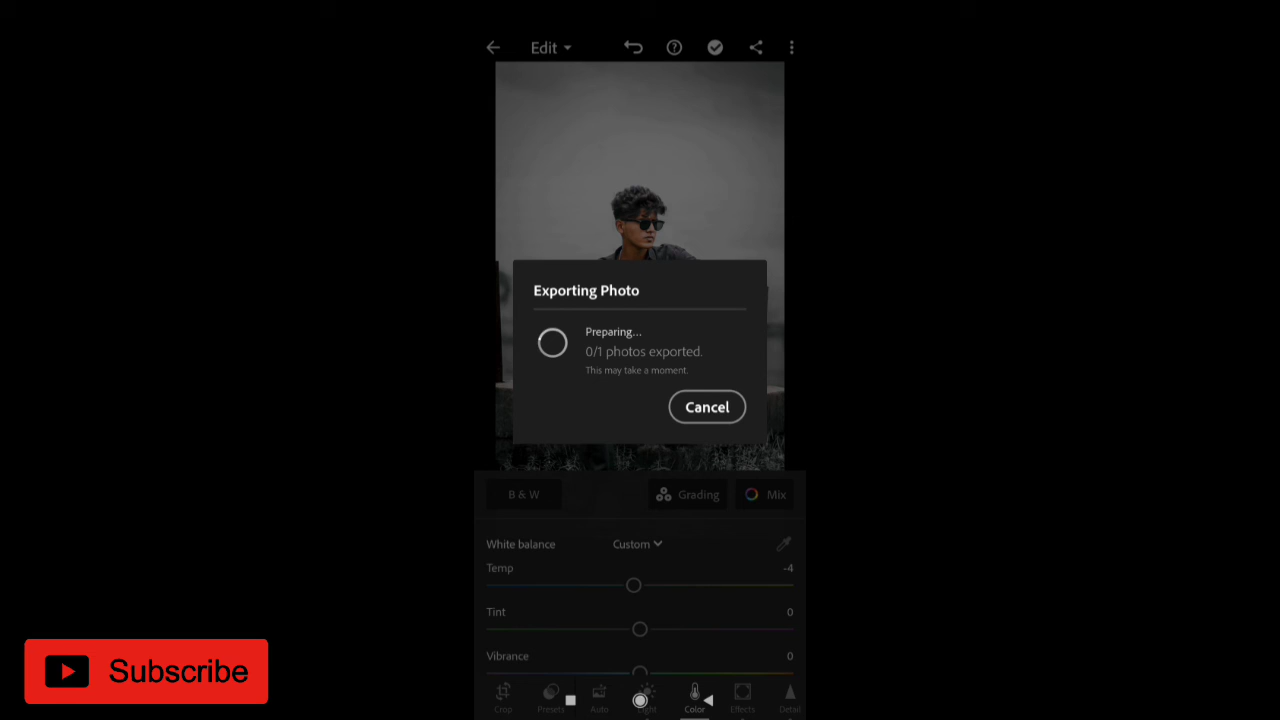 Edit
Exporting Photo
Preparing...
0/1 photos exported.
This may take a moment.
Cancel
B & W
Grading
Mix
White balance
Custom
Temp
-4
Tint
0
Vibrance
0
Crop
Presets
Auto
Light
Color
Effects
Detail
Subscribe